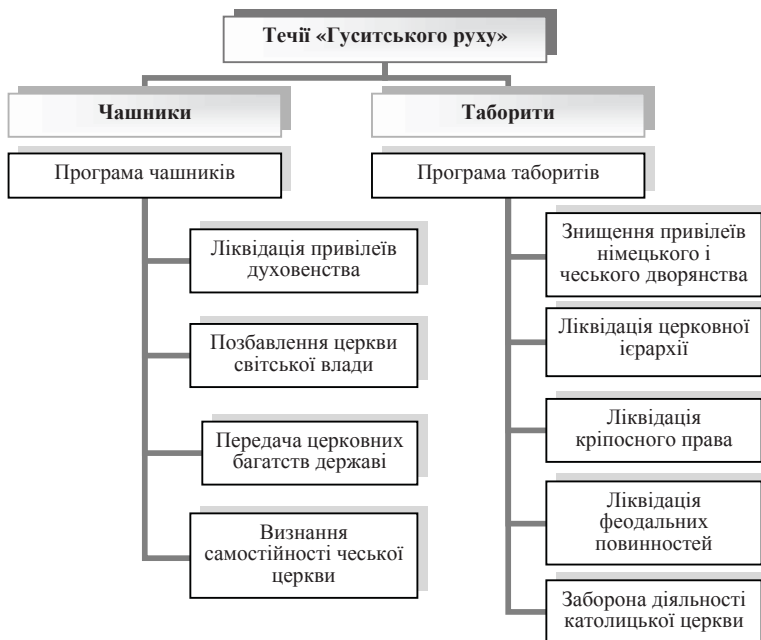 Течії «Гуситського руху»
Чашники
Програма чашників
Ліквідація привілеїв
духовенства
Позбавлення церкви
світської влади
Передача церковних
багатств державі
Визнання
самостійності чеської
церкви
Таборити
Програма таборитів
Знищення привілеїв
німецького і
чеського дворянства
Ліквідація церковної
ієрархії
Ліквідація
кріпосного права
Ліквідація
феодальних
повинностей
Заборона діяльності
католицької церкви